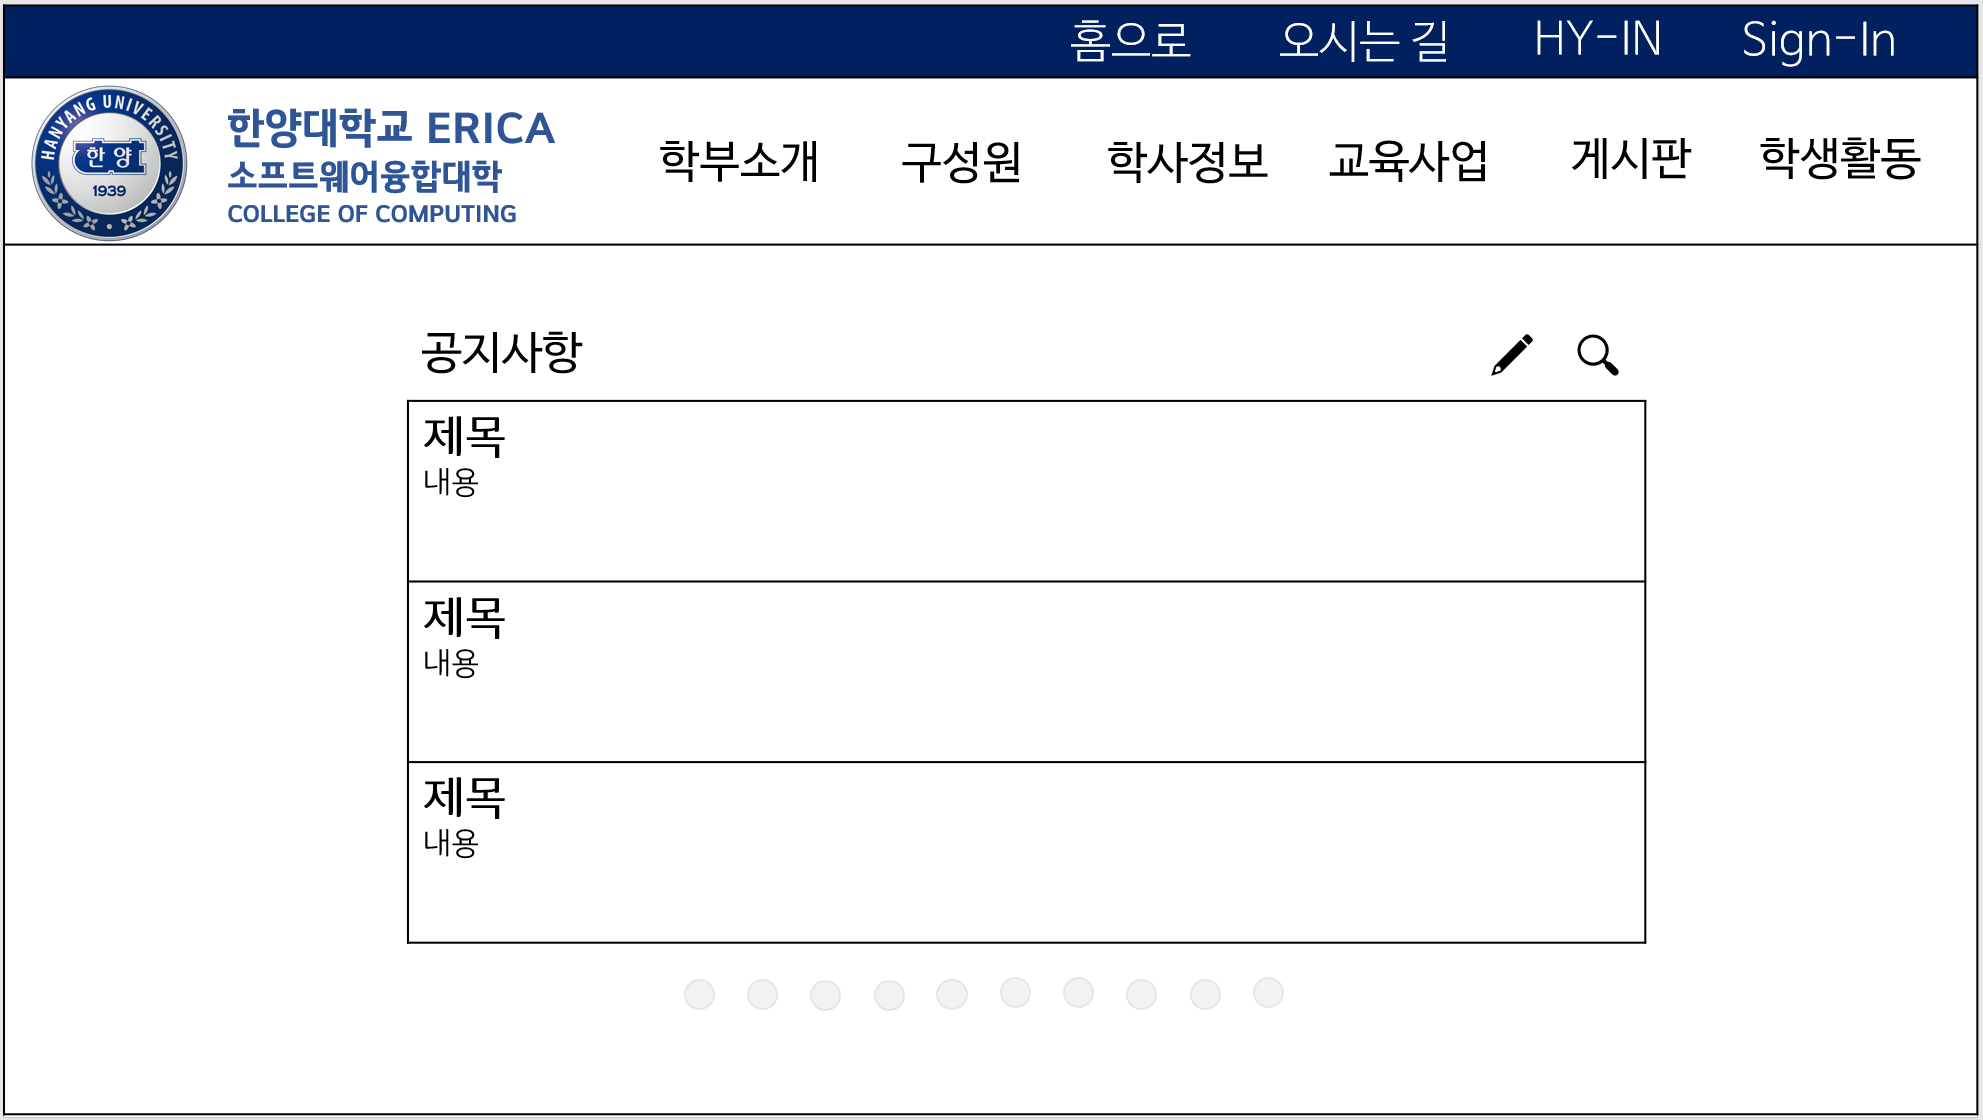 홈으로 오시는 길 HY-IN Sign-In
HANYANG UNIVERSITY
한양
1939
한양대학교 ERICA
소프트웨어융합대학
COLLEGE OF COMPUTING
학부소개 구성원 학사정보 교육사업 게시판 학생활동
공지사항
제목
내용
제목
내용
제목
내용